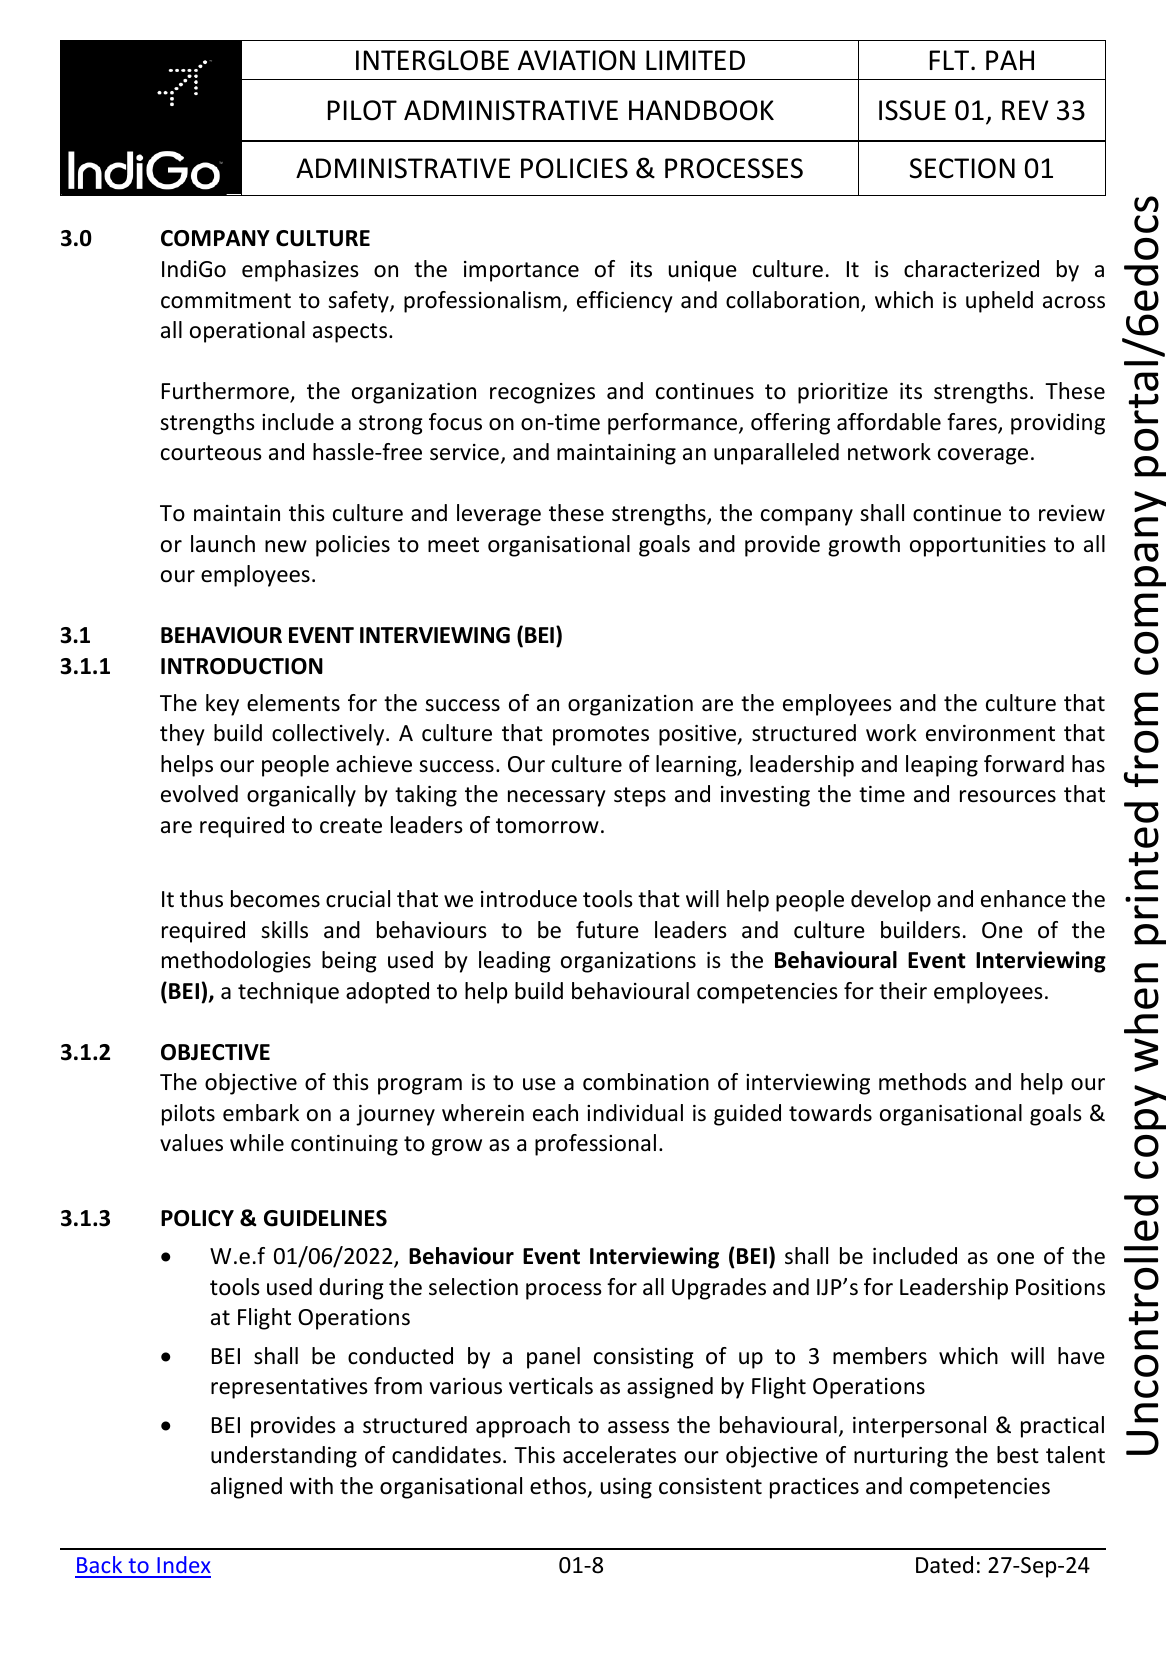 IndiGo
INTERGLOBE AVIATION LIMITED
FLT. PAH
PILOT ADMINISTRATIVE HANDBOOK
ISSUE 01, REV 33
ADMINISTRATIVE POLICIES & PROCESSES
SECTION 01
3.0 COMPANY CULTURE
IndiGo emphasizes on the importance of its unique culture. It is characterized by a
commitment to safety, professionalism, efficiency and collaboration, which is upheld across
all operational aspects.
Furthermore, the organization recognizes and continues to prioritize its strengths. These
strengths include a strong focus on on-time performance, offering affordable fares, providing
courteous and hassle-free service, and maintaining an unparalleled network coverage.
To maintain this culture and leverage these strengths, the company shall continue to review
or launch new policies to meet organisational goals and provide growth opportunities to all
our employees.
3.1 BEHAVIOUR EVENT INTERVIEWING (BEI)
3.1.1 INTRODUCTION
The key elements for the success of an organization are the employees and the culture that
they build collectively. A culture that promotes positive, structured work environment that
helps our people achieve success. Our culture of learning, leadership and leaping forward has
evolved organically by taking the necessary steps and investing the time and resources that
are required to create leaders of tomorrow.
It thus becomes crucial that we introduce tools that will help people develop and enhance the
required skills and behaviours to be future leaders and culture builders. One of the
methodologies being used by leading organizations is the Behavioural Event Interviewing
(BEI), a technique adopted to help build behavioural competencies for their employees.
3.1.2 OBJECTIVE
The objective of this program is to use a combination of interviewing methods and help our
pilots embark on a journey wherein each individual is guided towards organisational goals &
values while continuing to grow as a professional.
3.1.3 POLICY & GUIDELINES
• W.e.f 01/06/2022, Behaviour Event Interviewing (BEI) shall be included as one of the
tools used during the selection process for all Upgrades and IJP’s for Leadership Positions
at Flight Operations
• BEI shall be conducted by a panel consisting of up to 3 members which will have
representatives from various verticals as assigned by Flight Operations
• BEI provides a structured approach to assess the behavioural, interpersonal & practical
understanding of candidates. This accelerates our objective of nurturing the best talent
aligned with the organisational ethos, using consistent practices and competencies
Back to Index 01-8 Dated: 27-Sep-24
Uncontrolled copy when printed from company portal/6edocs